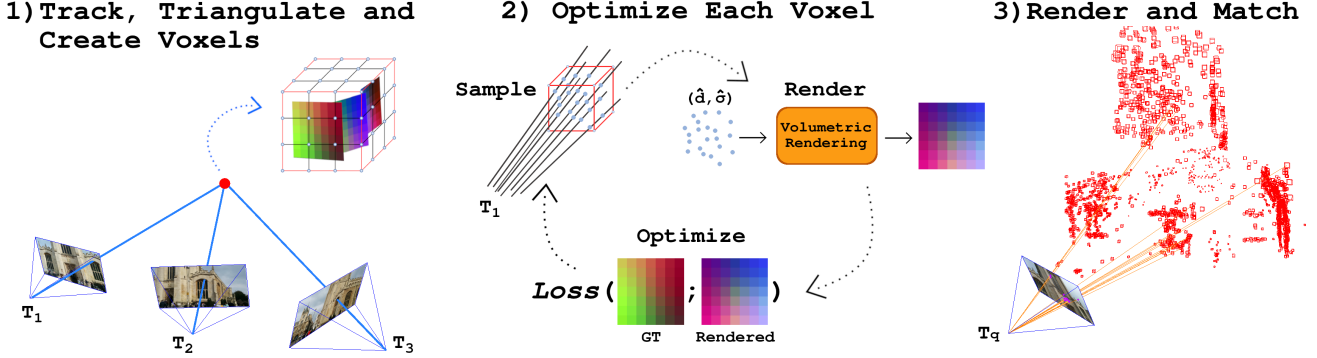 1)Track, Triangulate and
Create Voxels
T1
T2
T3
2) Optimize Each Voxel
Sample
T1
(d̂,σ̂)
Render
Volumetric
Rendering
Optimize
Loss( ; )
GT Rendered
3)Render and Match
Tq